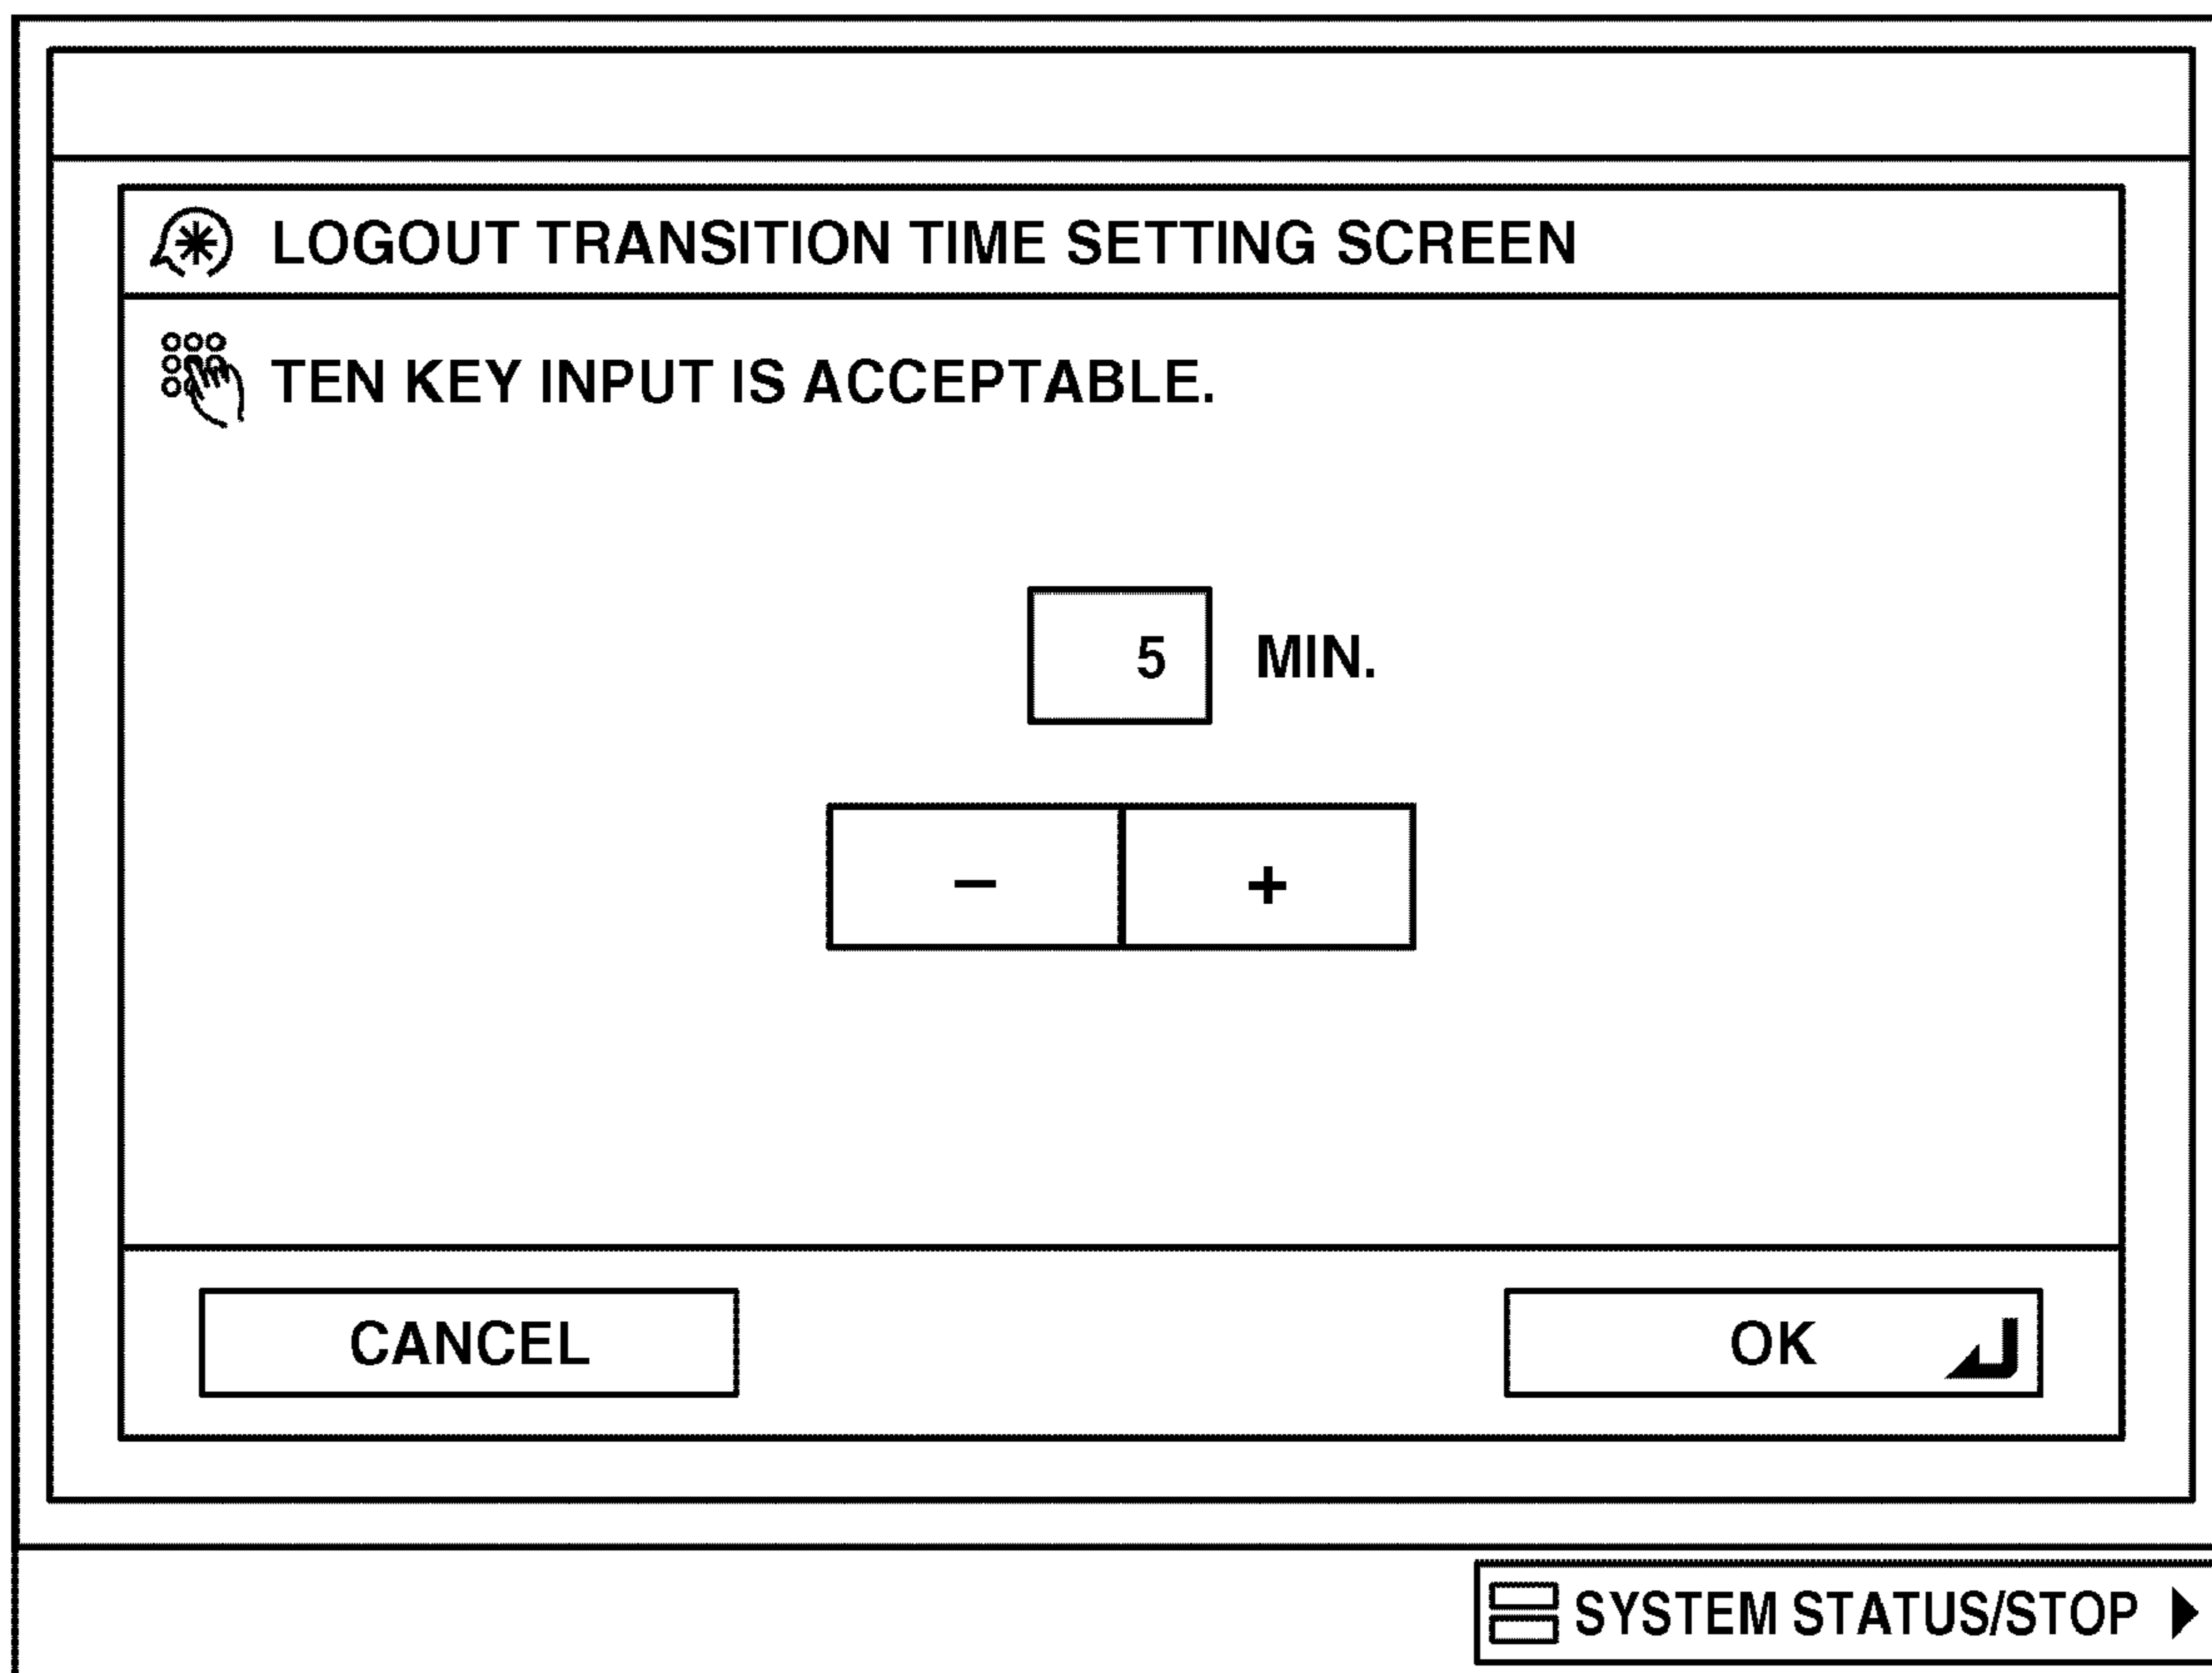 LOGOUT TRANSITION TIME SETTING SCREEN
TEN KEY INPUT IS ACCEPTABLE.
5 MIN.
– +
CANCEL OK
SYSTEM STATUS/STOP